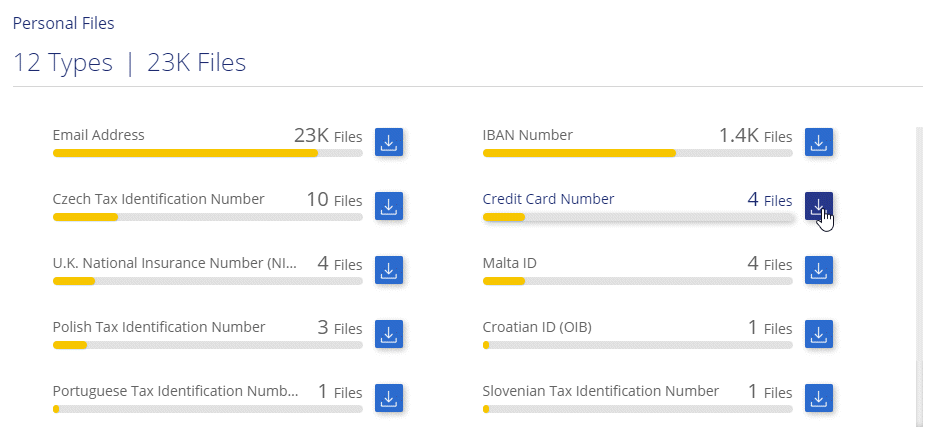 Personal Files
12 Types | 23K Files
Email Address 23K Files
IBAN Number 1.4K Files
Czech Tax Identification Number 10 Files
Credit Card Number 4 Files
U.K. National Insurance Number (NI... 4 Files
Malta ID 4 Files
Polish Tax Identification Number 3 Files
Croatian ID (OIB) 1 Files
Portuguese Tax Identification Numb... 1 Files
Slovenian Tax Identification Number 1 Files